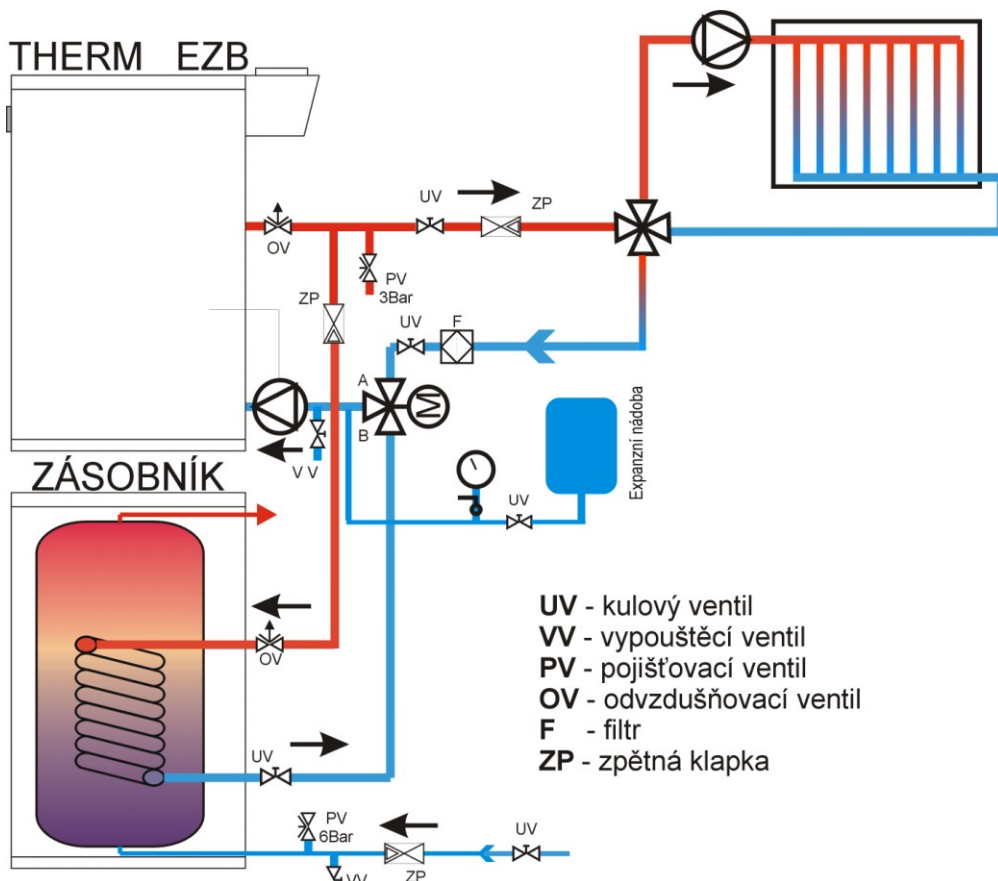 THERM EZB
UV
ZP
OV
PV
3Bar
ZP
UV
F
A
M
B
V V
ZÁSOBNÍK
UV
Expanzní nádoba
OV
UV
PV
6Bar
UV
VV
ZP
UV - kulový ventil
VV - vypouštěcí ventil
PV - pojišťovací ventil
OV - odvzdušňovací ventil
F - filtr
ZP - zpětná klapka